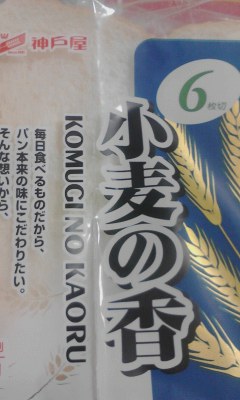 神戸屋
6枚切
小麦の香
KOMUGI NO KAORU
毎日食べるものだから、
パン本来の味にこだわりたい。
そんな想いから、